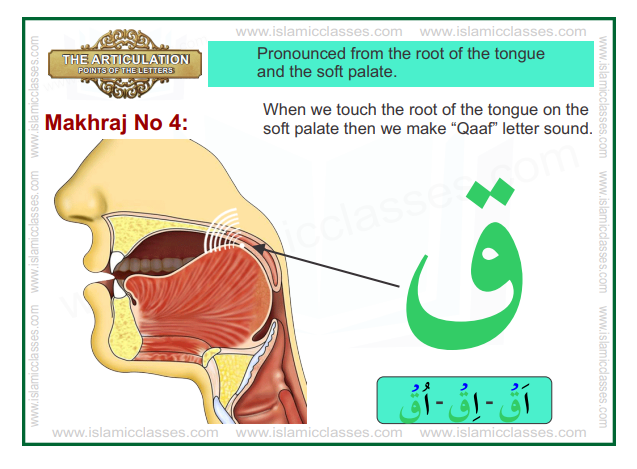 www.islamicclasses.com www.islamicclasses.com
THE ARTICULATION
POINTS OF THE LETTERS
Pronounced from the root of the tongue
and the soft palate.
Makhraj No 4:
When we touch the root of the tongue on the
soft palate then we make “Qaaf” letter sound.
ق
اَقُ - اِقُ - اُقُ
www.islamicclasses.com www.islamicclasses.com www.islamicclasses.com
www.islamicclasses.com www.islamicclasses.com www.islamicclasses.com
www.islamicclasses.com www.islamicclasses.com www.islamicclasses.com